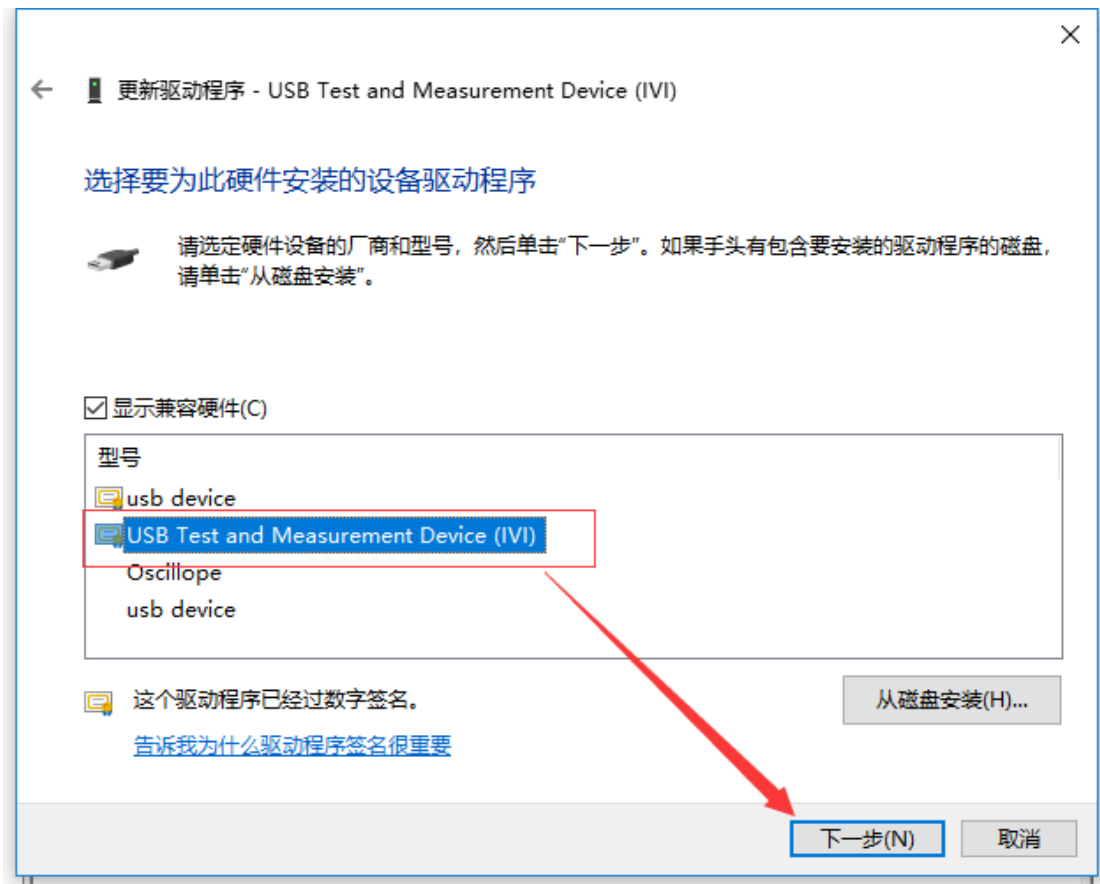 更新驱动程序 - USB Test and Measurement Device (IVI)
选择要为此硬件安装的设备驱动程序
请选定硬件设备的厂商和型号，然后单击“下一步”。如果手头有包含要安装的驱动程序的磁盘，
请单击“从磁盘安装”。
显示兼容硬件(C)
型号
usb device
USB Test and Measurement Device (IVI)
Oscillope
usb device
这个驱动程序已经过数字签名。
从磁盘安装(H)...
告诉我为什么驱动程序签名很重要
下一步(N)
取消